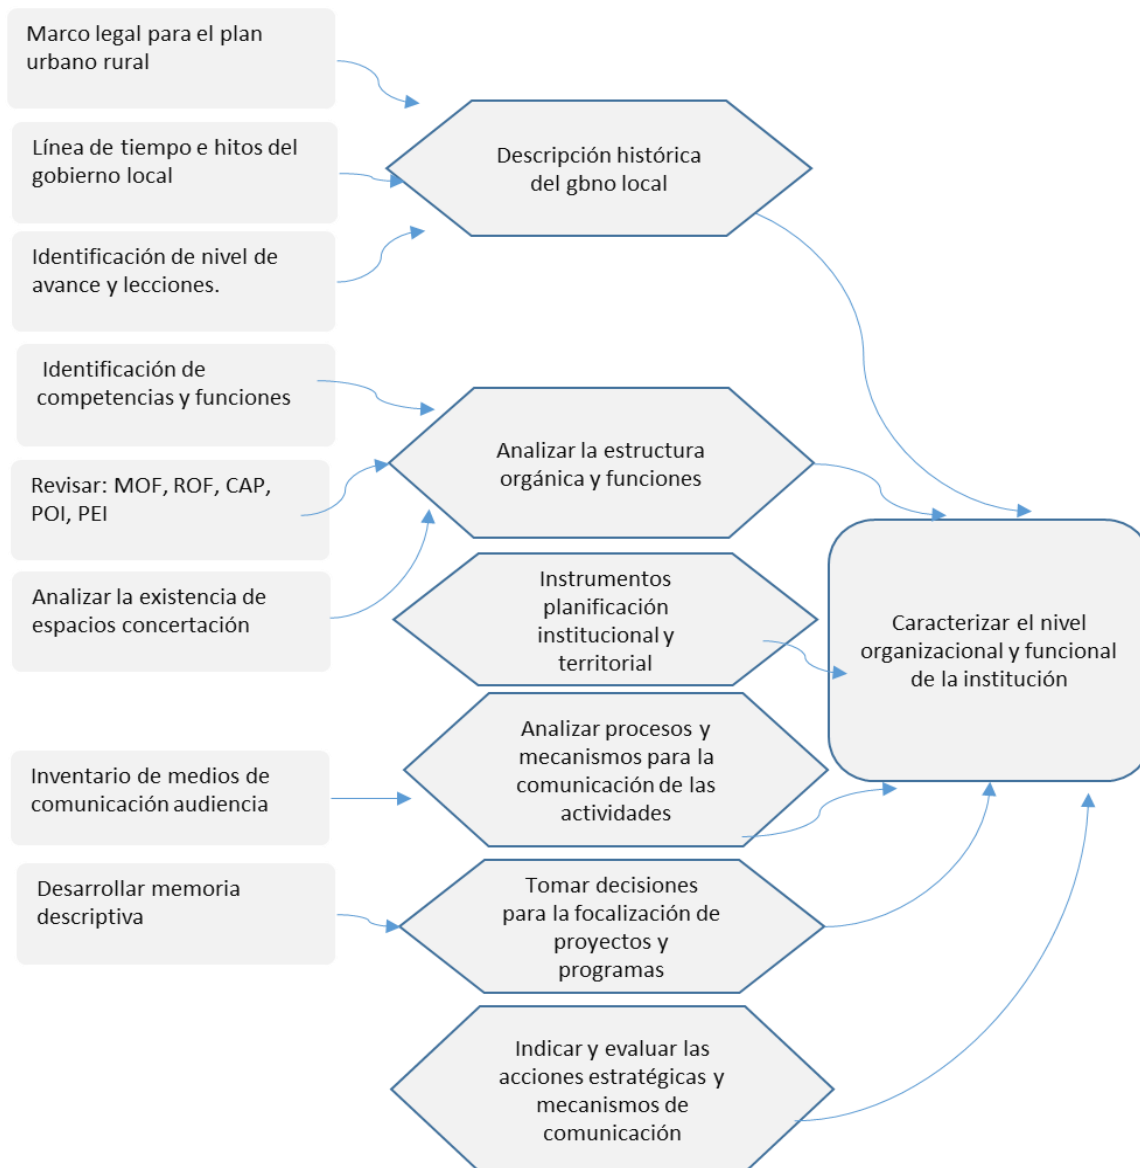 Marco legal para el plan
urbano rural
Línea de tiempo e hitos del
gobierno local
Identificación de nivel de
avance y lecciones.
Identificación de
competencias y funciones
Revisar: MOF, ROF, CAP,
POI, PEI
Analizar la existencia de
espacios concertación
Inventario de medios de
comunicación audiencia
Desarrollar memoria
descriptiva
Descripción histórica
del gbno local
Analizar la estructura
orgánica y funciones
Instrumentos
planificación
institucional y
territorial
Analizar procesos y
mecanismos para la
comunicación de las
actividades
Tomar decisiones
para la focalización de
proyectos y
programas
Indicar y evaluar las
acciones estratégicas y
mecanismos de
comunicación
Caracterizar el nivel
organizacional y funcional
de la institución